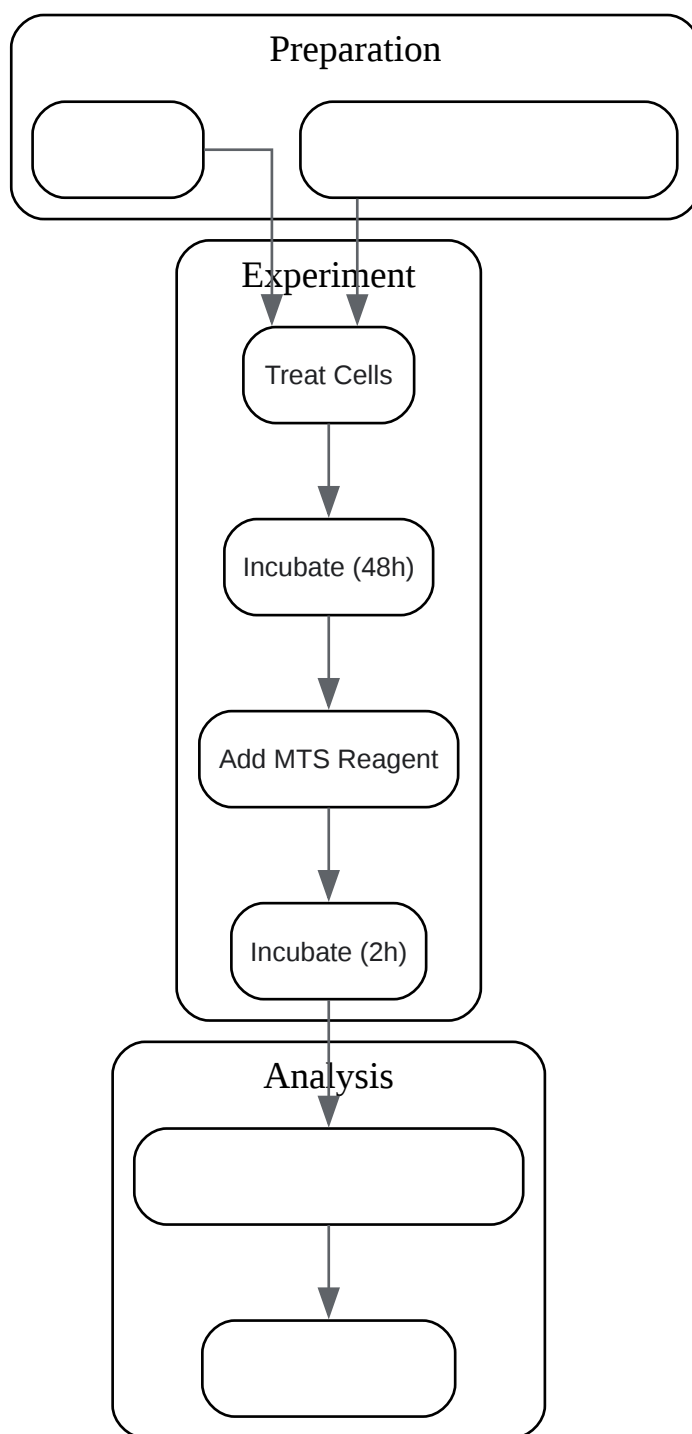 Preparation
Experiment
Treat Cells
Incubate (48h)
Add MTS Reagent
Incubate (2h)
Analysis